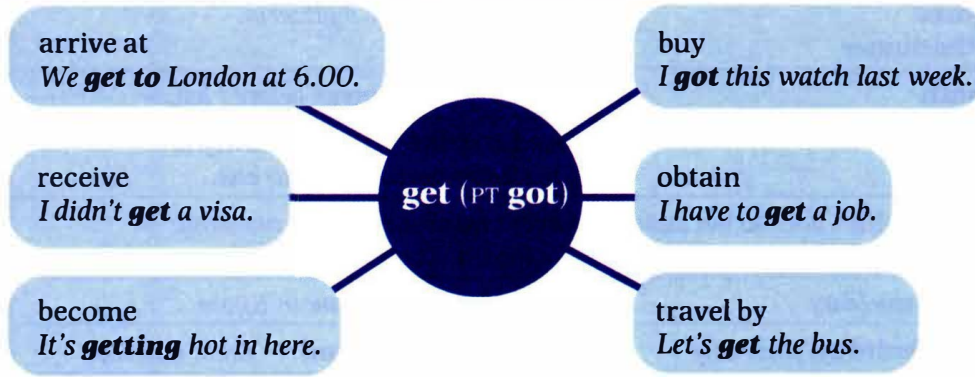 arrive at
We get to London at 6.00.
buy
I got this watch last week.
receive
I didn't get a visa.
get (PT got)
obtain
I have to get a job.
become
It's getting hot in here.
travel by
Let's get the bus.